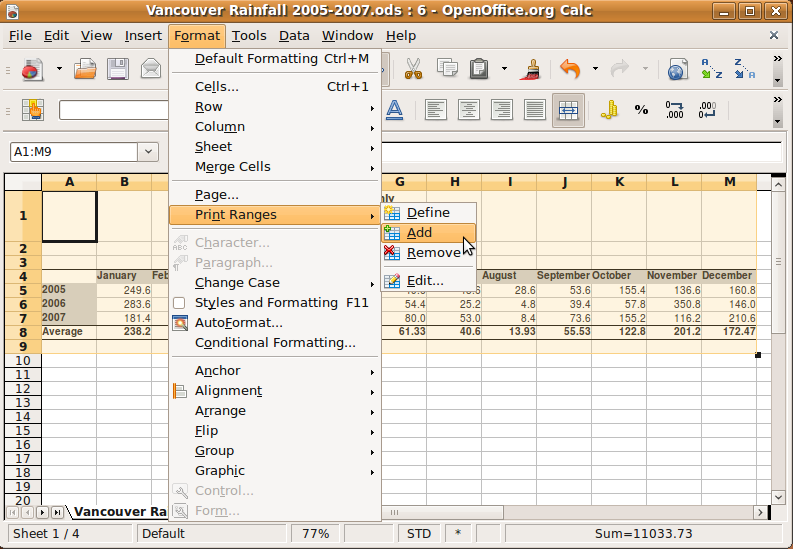 Vancouver Rainfall 2005-2007.ods : 6 - OpenOffice.org Calc
File Edit View Insert Format Tools Data Window Help
Default Formatting Ctrl+M
Cells... Ctrl+1
Row
Column
Sheet
Merge Cells
Page...
Print Ranges
Character...
Paragraph...
Change Case
Styles and Formatting F11
AutoFormat...
Conditional Formatting...
Anchor
Alignment
Arrange
Flip
Group
Graphic
Control...
Form...
Define
Add
Remove
Edit...
A1:M9
A B G H I J K L M
1
2
3
4 January August September October November December
5 2005 249.6 28.6 53.6 155.4 136.6 160.8
6 2006 283.6 54.4 25.2 4.8 39.4 57.8 350.8 146.0
7 2007 181.4 80.0 53.0 8.4 73.6 155.2 116.2 210.6
8 Average 238.2 61.33 40.6 13.93 55.53 122.8 201.2 172.47
9
10
11
12
13
14
15
16
17
18
19
20
Vancouver Ra
Sheet 1 / 4 Default 77% STD * Sum=11033.73